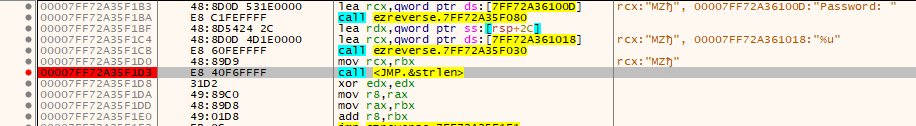 00007FF72A35F1B3 48:8D0D 531E0000 lea rcx,qword ptr ds:[7FF72A36100D] rcx:"MZђ", 00007FF72A36100D:"Password: "
00007FF72A35F1BA E8 C1FEFFFF call ezreverse.7FF72A35F080
00007FF72A35F1BF 48:8D5424 2C lea rdx,qword ptr ss:[rsp+2C]
00007FF72A35F1C4 48:8D0D 4D1E0000 lea rcx,qword ptr ds:[7FF72A361018] rcx:"MZђ", 00007FF72A361018:"%u"
00007FF72A35F1CB E8 60FEFFFF call ezreverse.7FF72A35F030
00007FF72A35F1D0 48:89D9 mov rcx,rbx rcx:"MZђ"
00007FF72A35F1D3 E8 40F6FFFF call <JMP.&strlen>
00007FF72A35F1D8 31D2 xor edx,edx
00007FF72A35F1DA 49:89C0 mov r8,rax
00007FF72A35F1DD 48:89D8 mov rax,rbx
00007FF72A35F1E0 49:01D8 add r8,rbx